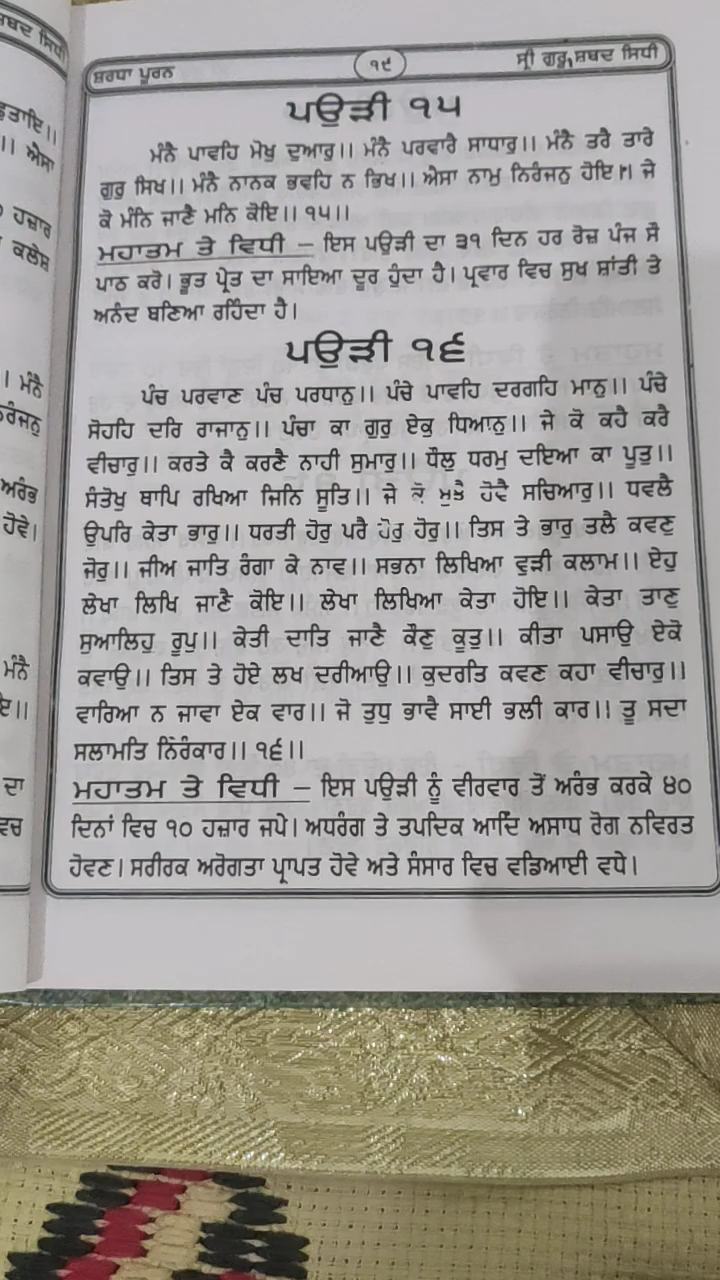 ਸ਼ਰਧਾ ਪੂਰਨ
੧੯
ਸ੍ਰੀ ਗੁਰੂ ਸ਼ਬਦ ਸਿਧੀ
ਪਉੜੀ ੧੫
ਮੰਨੈ ਪਾਵਹਿ ਮੋਖੁ ਦੁਆਰੁ।। ਮੰਨੈ ਪਰਵਾਰੈ ਸਾਧਾਰੁ।। ਮੰਨੈ ਤਰੈ ਤਾਰੇ
ਗੁਰੁ ਸਿਖ।। ਮੰਨੈ ਨਾਨਕ ਭਵਹਿ ਨ ਭਿਖ।। ਐਸਾ ਨਾਮੁ ਨਿਰੰਜਨੁ ਹੋਇ।। ਜੇ
ਕੋ ਮੰਨਿ ਜਾਣੈ ਮਨਿ ਕੋਇ।। ੧੫।।
ਮਹਾਤਮ ਤੇ ਵਿਧੀ – ਇਸ ਪਉੜੀ ਦਾ ੩੧ ਦਿਨ ਹਰ ਰੋਜ਼ ਪੰਜ ਸੌ
ਪਾਠ ਕਰੋ। ਭੂਤ ਪ੍ਰੇਤ ਦਾ ਸਾਇਆ ਦੂਰ ਹੁੰਦਾ ਹੈ। ਪ੍ਰਵਾਰ ਵਿਚ ਸੁਖ ਸ਼ਾਂਤੀ ਤੇ
ਅਨੰਦ ਬਣਿਆ ਰਹਿੰਦਾ ਹੈ।
ਪਉੜੀ ੧੬
ਪੰਚ ਪਰਵਾਣ ਪੰਚ ਪਰਧਾਨੁ।। ਪੰਚੇ ਪਾਵਹਿ ਦਰਗਹਿ ਮਾਨੁ।। ਪੰਚੇ
ਸੋਹਹਿ ਦਰਿ ਰਾਜਾਨੁ।। ਪੰਚਾ ਕਾ ਗੁਰੁ ਏਕੁ ਧਿਆਨੁ।। ਜੇ ਕੋ ਕਹੈ ਕਰੈ
ਵੀਚਾਰੁ।। ਕਰਤੇ ਕੈ ਕਰਣੈ ਨਾਹੀ ਸੁਮਾਰੁ।। ਧੌਲੁ ਧਰਮੁ ਦਇਆ ਕਾ ਪੂਤੁ।।
ਸੰਤੋਖੁ ਥਾਪਿ ਰਖਿਆ ਜਿਨਿ ਸੂਤਿ।। ਜੇ ਕੋ ਮੁਝੈ ਹੋਵੈ ਸਚਿਆਰੁ।। ਧਵਲੈ
ਉਪਰਿ ਕੇਤਾ ਭਾਰੁ।। ਧਰਤੀ ਹੋਰੁ ਪਰੈ ਹੋਰੁ ਹੋਰੁ।। ਤਿਸ ਤੇ ਭਾਰੁ ਤਲੈ ਕਵਣੁ
ਜੋਰੁ।। ਜੀਅ ਜਾਤਿ ਰੰਗਾ ਕੇ ਨਾਵ।। ਸਭਨਾ ਲਿਖਿਆ ਵੁੜੀ ਕਲਾਮ।। ਏਹੁ
ਲੇਖਾ ਲਿਖਿ ਜਾਣੈ ਕੋਇ।। ਲੇਖਾ ਲਿਖਿਆ ਕੇਤਾ ਹੋਇ।। ਕੇਤਾ ਤਾਣੁ
ਸੁਆਲਿਹੁ ਰੂਪੁ।। ਕੇਤੀ ਦਾਤਿ ਜਾਣੈ ਕੌਣੁ ਕੂਤੁ।। ਕੀਤਾ ਪਸਾਉ ਏਕੋ
ਕਵਾਉ।। ਤਿਸ ਤੇ ਹੋਏ ਲਖ ਦਰੀਆਉ।। ਕੁਦਰਤਿ ਕਵਣ ਕਹਾ ਵੀਚਾਰੁ।।
ਵਾਰਿਆ ਨ ਜਾਵਾ ਏਕ ਵਾਰ।। ਜੋ ਤੁਧੁ ਭਾਵੈ ਸਾਈ ਭਲੀ ਕਾਰ।। ਤੂ ਸਦਾ
ਸਲਾਮਤਿ ਨਿੰਰਕਾਰ।। ੧੬।।
ਮਹਾਤਮ ਤੇ ਵਿਧੀ – ਇਸ ਪਉੜੀ ਨੂੰ ਵੀਰਵਾਰ ਤੋਂ ਅਰੰਭ ਕਰਕੇ ੪੦
ਦਿਨਾਂ ਵਿਚ ੧੦ ਹਜ਼ਾਰ ਜਪੇ। ਅਧਰੰਗ ਤੇ ਤਪਦਿਕ ਆਦਿ ਅਸਾਧ ਰੋਗ ਨਵਿਰਤ
ਹੋਵਣ। ਸਰੀਰਕ ਅਰੋਗਤਾ ਪ੍ਰਾਪਤ ਹੋਵੇ ਅਤੇ ਸੰਸਾਰ ਵਿਚ ਵਡਿਆਈ ਵਧੇ।